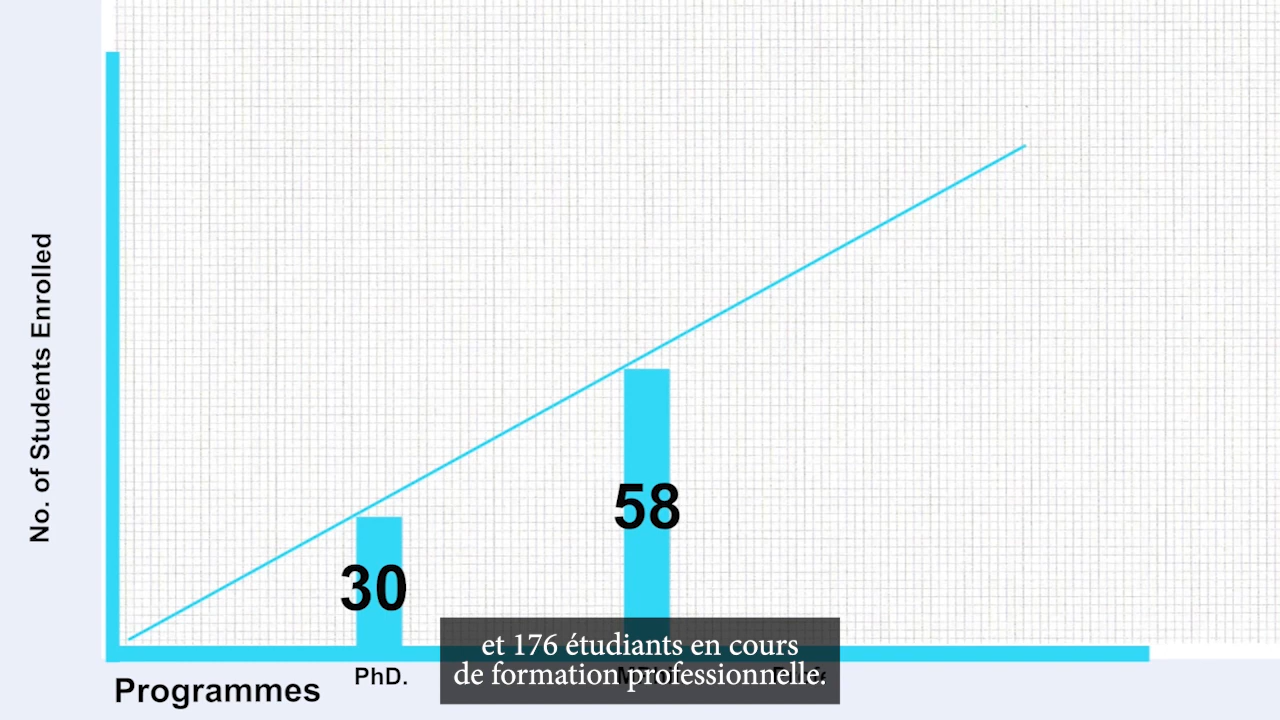 No. of Students Enrolled
58
30
PhD.
Programmes
et 176 étudiants en cours
de formation professionnelle.